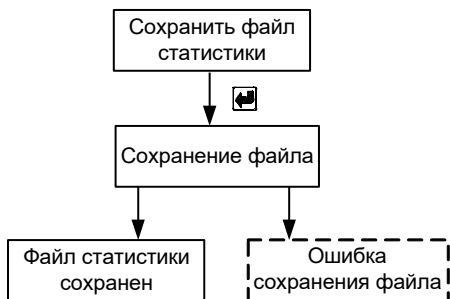 Сохранить файл
статистики
Сохранение файла
Файл статистики
сохранен
Ошибка
сохранения файла